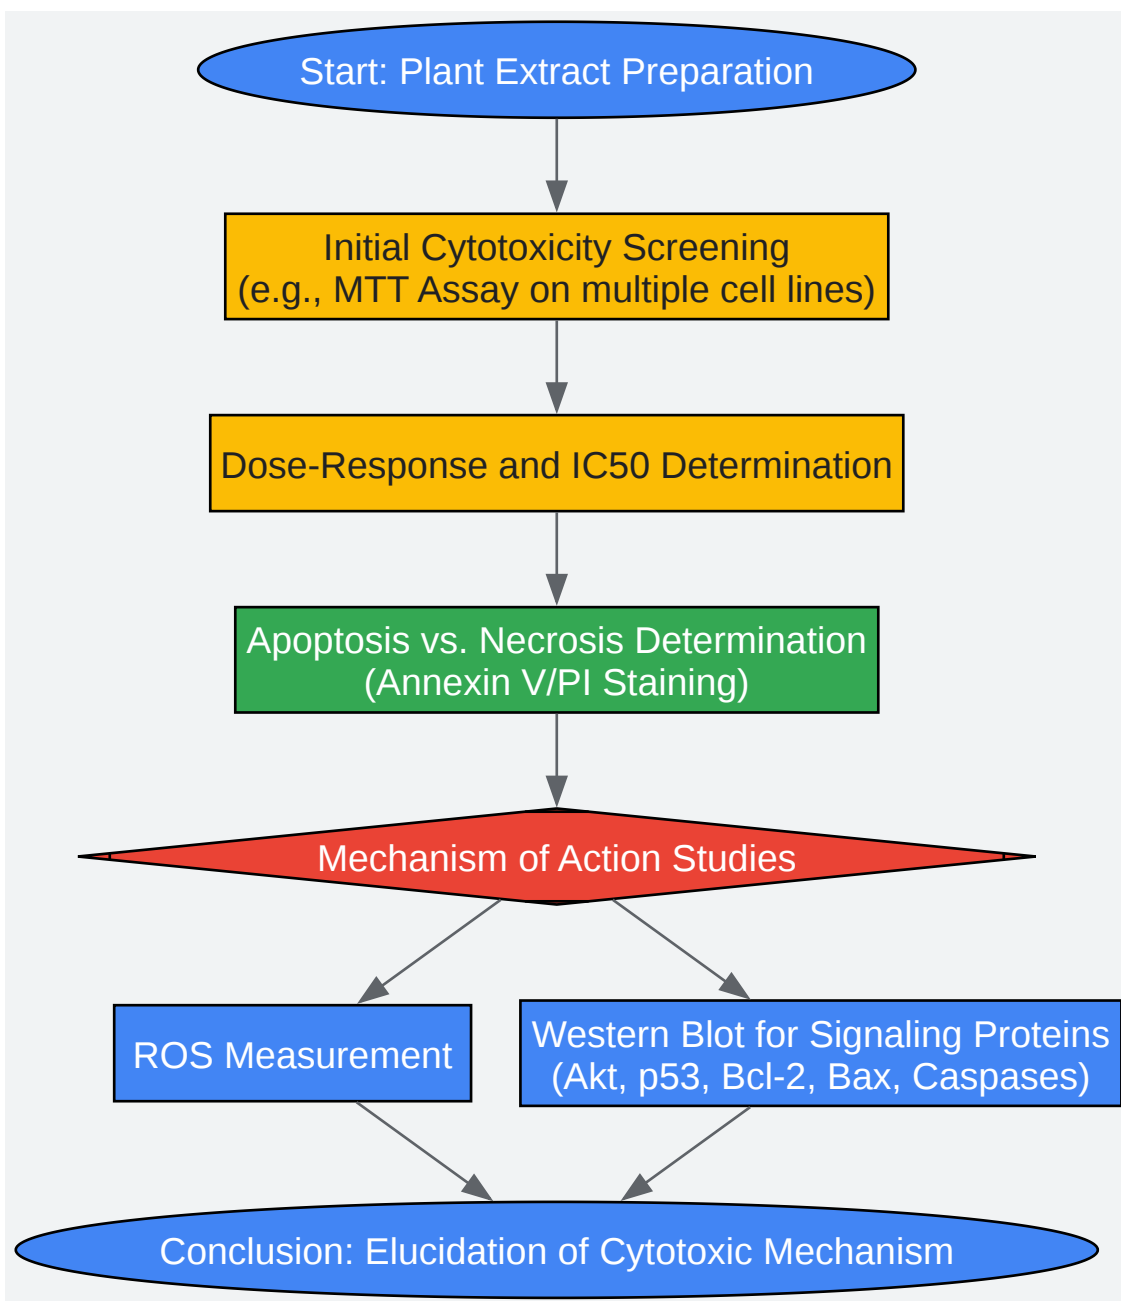 Start: Plant Extract Preparation
Initial Cytotoxicity Screening
(e.g., MTT Assay on multiple cell lines)
Dose-Response and IC50 Determination
Apoptosis vs. Necrosis Determination
(Annexin V/PI Staining)
Mechanism of Action Studies
ROS Measurement
Western Blot for Signaling Proteins
(Akt, p53, Bcl-2, Bax, Caspases)
Conclusion: Elucidation of Cytotoxic Mechanism